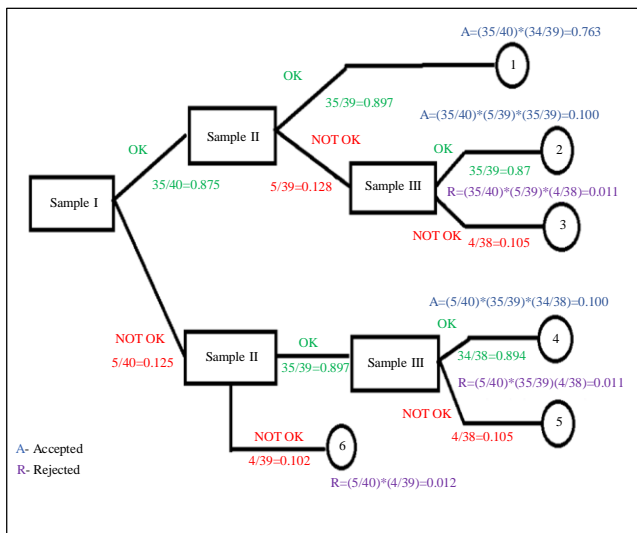 A=(35/40)*(34/39)=0.763
1
OK
35/39=0.897
Sample II
OK
35/40=0.875
NOT OK
5/39=0.128
A=(35/40)*(5/39)*(35/39)=0.100
2
OK
35/39=0.87
Sample III
R=(35/40)*(5/39)*(4/38)=0.011
NOT OK
4/38=0.105
3
Sample I
NOT OK
5/40=0.125
Sample II
OK
35/39=0.897
Sample III
A=(5/40)*(35/39)*(34/38)=0.100
OK
4
34/38=0.894
R=(5/40)*(35/39)(4/38)=0.011
NOT OK
4/38=0.105
5
NOT OK
4/39=0.102
6
R=(5/40)*(4/39)=0.012
A- Accepted
R- Rejected